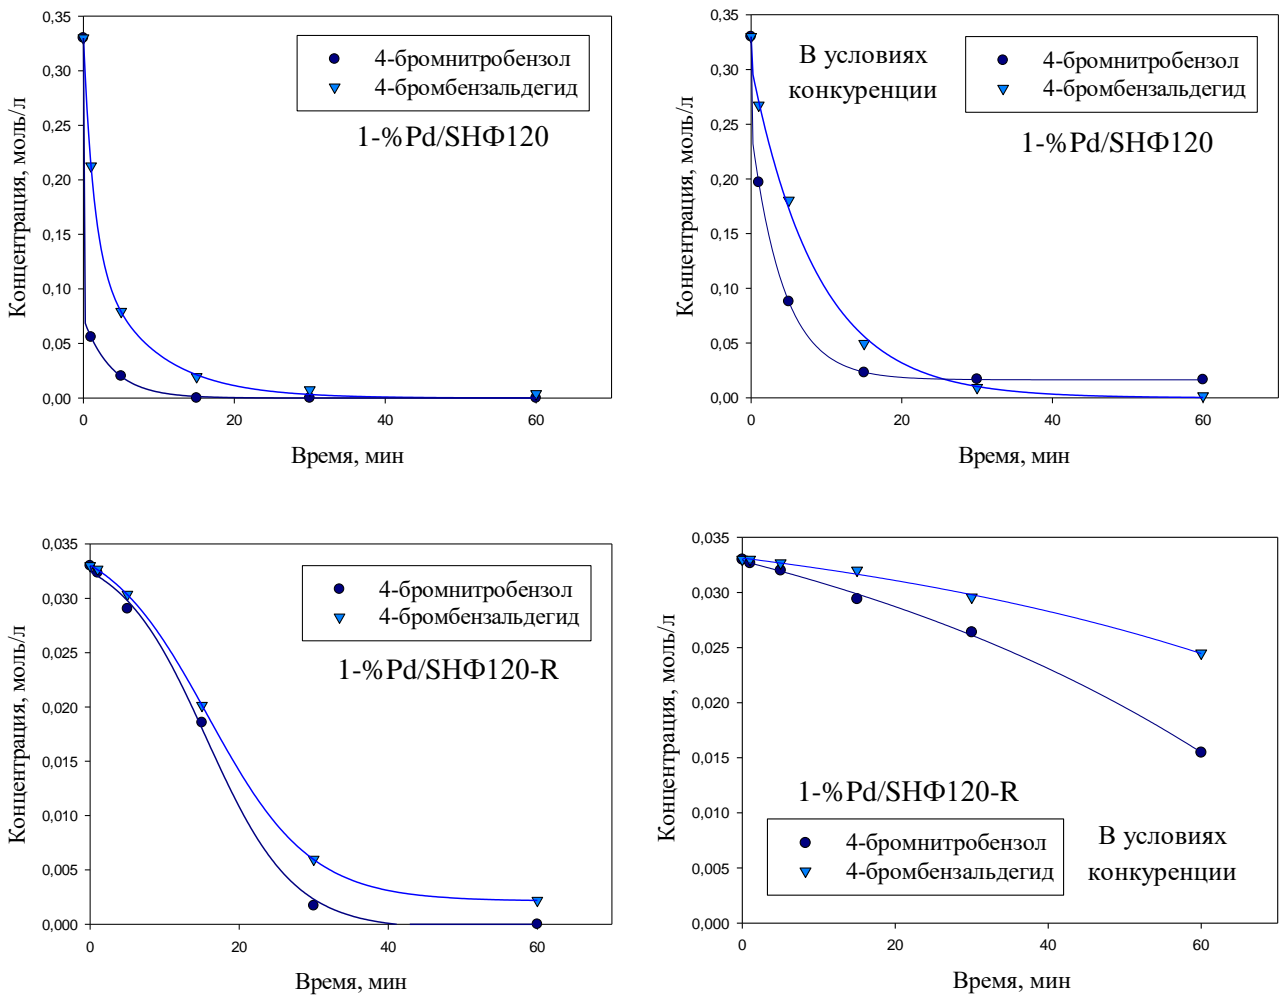 0,35
0,30
0,25
0,20
0,15
0,10
0,05
0,00
Концентрация, моль/л
4-бромнитробензол
4-бромбензальдегид
1-%Pd/SHФ120
0
20
40
60
Время, мин
0,35
0,30
0,25
0,20
0,15
0,10
0,05
0,00
Концентрация, моль/л
В условиях
конкуренции
4-бромнитробензол
4-бромбензальдегид
1-%Pd/SHФ120
0
20
40
60
Время, мин
0,035
0,030
0,025
0,020
0,015
0,010
0,005
0,000
Концентрация, моль/л
4-бромнитробензол
4-бромбензальдегид
1-%Pd/SHФ120-R
0
20
40
60
Время, мин
0,035
0,030
0,025
0,020
0,015
0,010
0,005
0,000
Концентрация, моль/л
1-%Pd/SHФ120-R
4-бромнитробензол
4-бромбензальдегид
В условиях
конкуренции
0
20
40
60
Время, мин